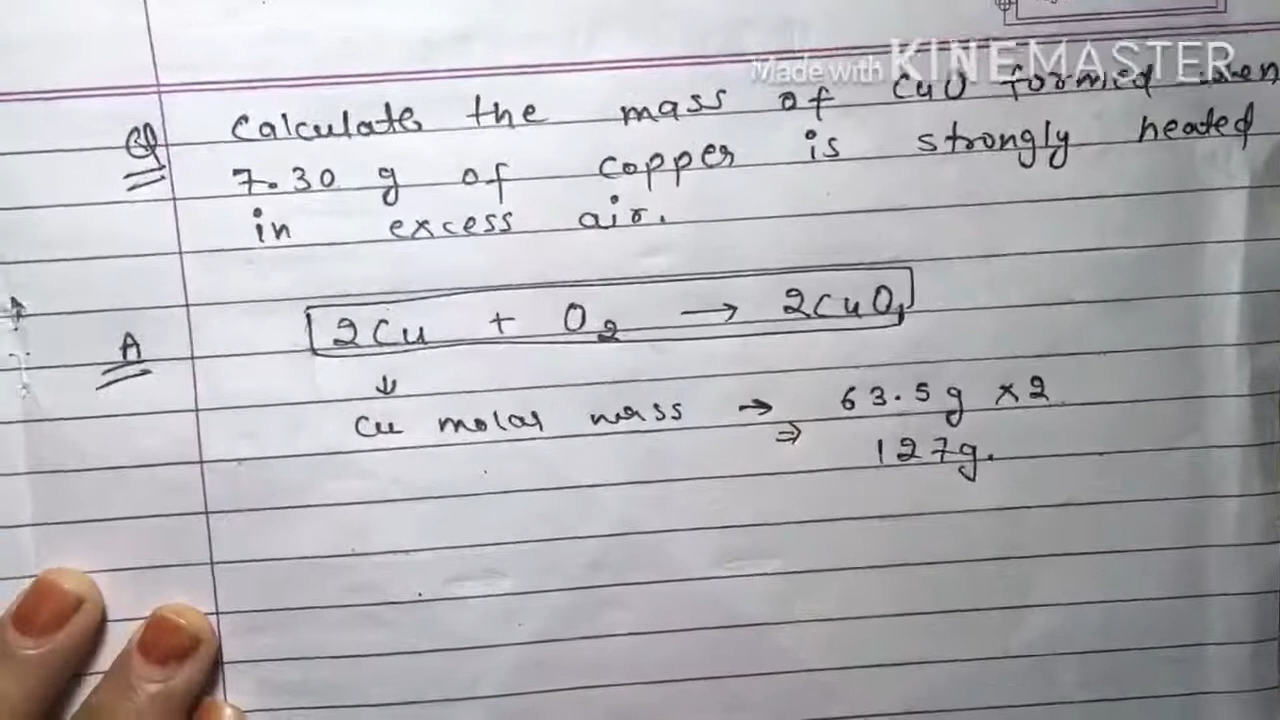 Made with KINEMASTER
Q Calculate the mass of CuO formed when
7.30 g of copper is strongly heated
in excess air.
A 2Cu + O2 → 2CuO
↓
Cu molar mass → 63.5g ×2
⇒ 127g.